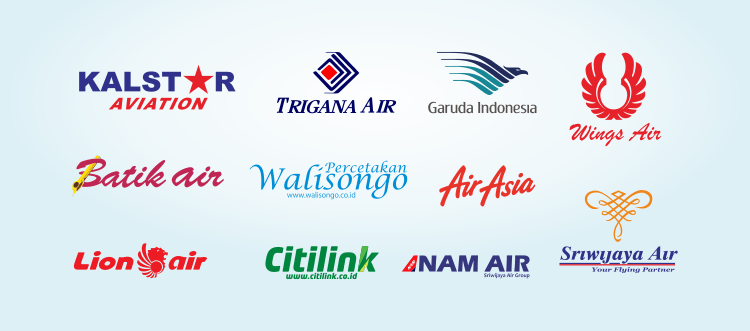 KALSTAR
AVIATION
TRIGANA AIR
Garuda Indonesia
Wings Air
Batik air
Percetakan
Walisongo
www.walisongo.co.id
AirAsia
Sriwijaya Air
Your Flying Partner
Lion air
Citilink
www.citilink.co.id
NAM AIR
Sriwijaya Air Group